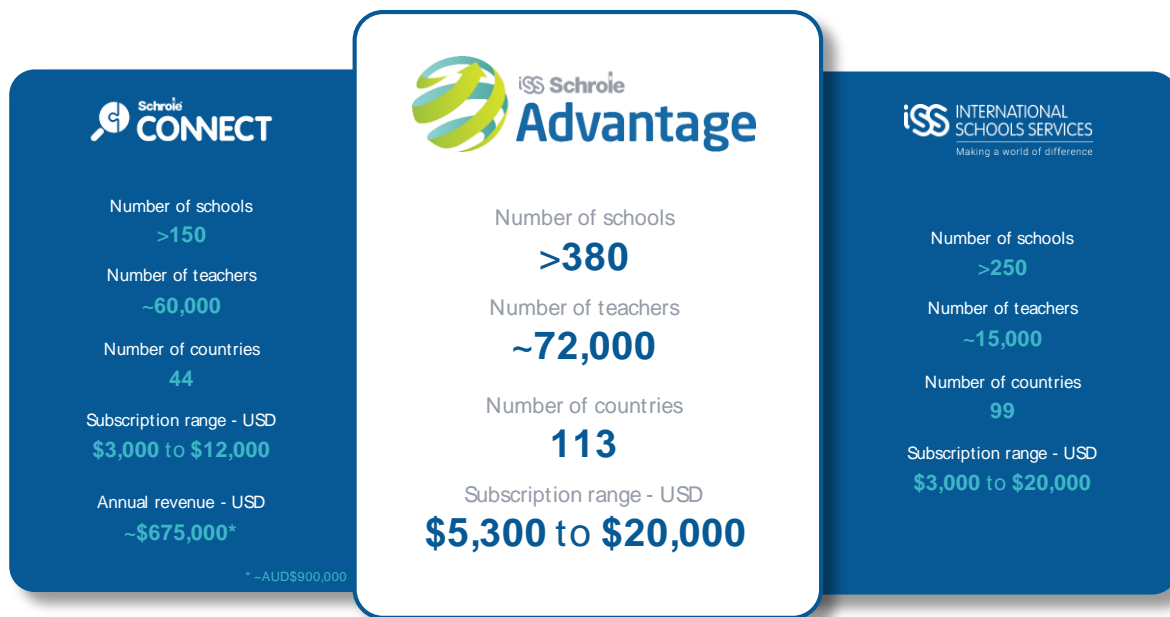 Schrole
CONNECT
Number of schools
>150
Number of teachers
~60,000
Number of countries
44
Subscription range - USD
$3,000 to $12,000
Annual revenue - USD
~$675,000*
* ~AUD$900,000
iSS Schrole
Advantage
Number of schools
>380
Number of teachers
~72,000
Number of countries
113
Subscription range - USD
$5,300 to $20,000
iSS INTERNATIONAL
SCHOOLS SERVICES
Making a world of difference
Number of schools
>250
Number of teachers
~15,000
Number of countries
99
Subscription range - USD
$3,000 to $20,000